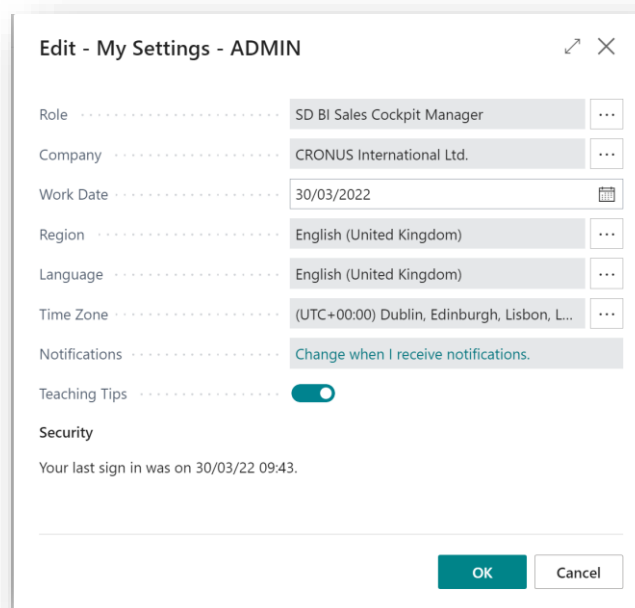 Edit - My Settings - ADMIN
Role SD BI Sales Cockpit Manager ...
Company CRONUS International Ltd. ...
Work Date 30/03/2022
Region English (United Kingdom) ...
Language English (United Kingdom) ...
Time Zone (UTC+00:00) Dublin, Edinburgh, Lisbon, L... ...
Notifications Change when I receive notifications.
Teaching Tips
Security
Your last sign in was on 30/03/22 09:43.
OK Cancel